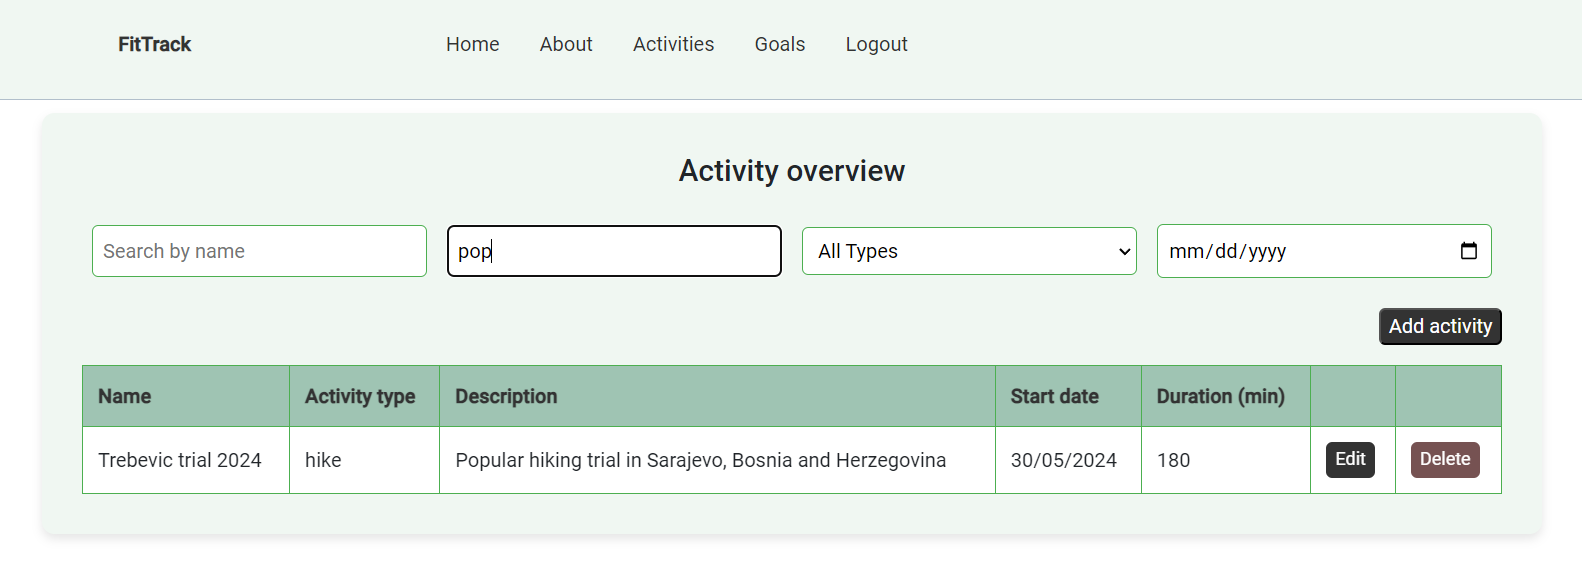 FitTrack Home About Activities Goals Logout
Activity overview
Search by name pop All Types mm/dd/yyyy
Add activity
Name Activity type Description Start date Duration (min)
Trebevic trial 2024 hike Popular hiking trial in Sarajevo, Bosnia and Herzegovina 30/05/2024 180 Edit Delete